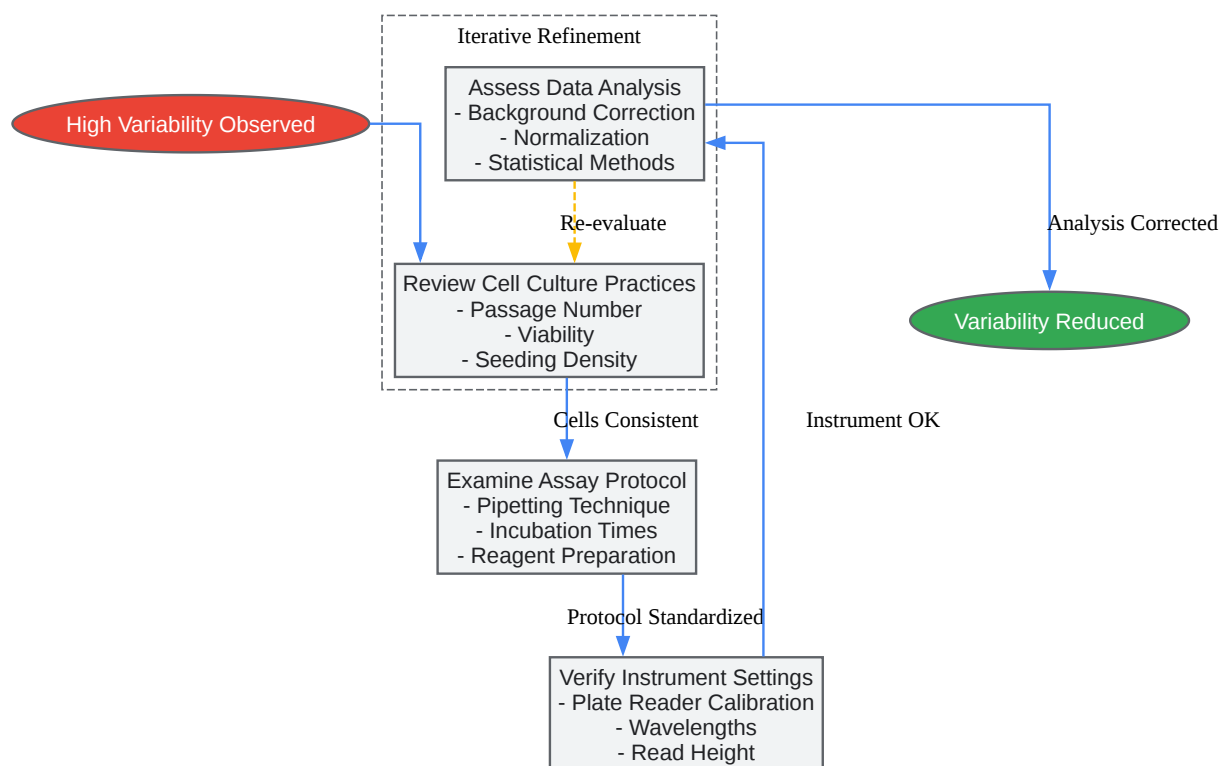 Iterative Refinement
Assess Data Analysis
- Background Correction
- Normalization
- Statistical Methods
High Variability Observed
Re-evaluate
Analysis Corrected
Review Cell Culture Practices
- Passage Number
- Viability
- Seeding Density
Variability Reduced
Cells Consistent
Instrument OK
Examine Assay Protocol
- Pipetting Technique
- Incubation Times
- Reagent Preparation
Protocol Standardized
Verify Instrument Settings
- Plate Reader Calibration
- Wavelengths
- Read Height